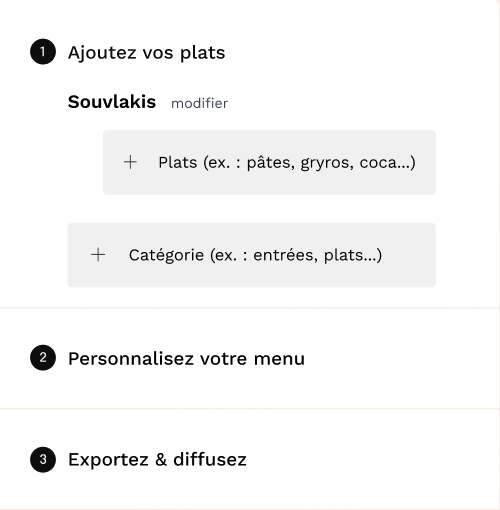 1 Ajoutez vos plats
Souvlakis modifier
+ Plats (ex. : pâtes, gryros, coca...)
+ Catégorie (ex. : entrées, plats...)
2 Personnalisez votre menu
3 Exportez & diffusez